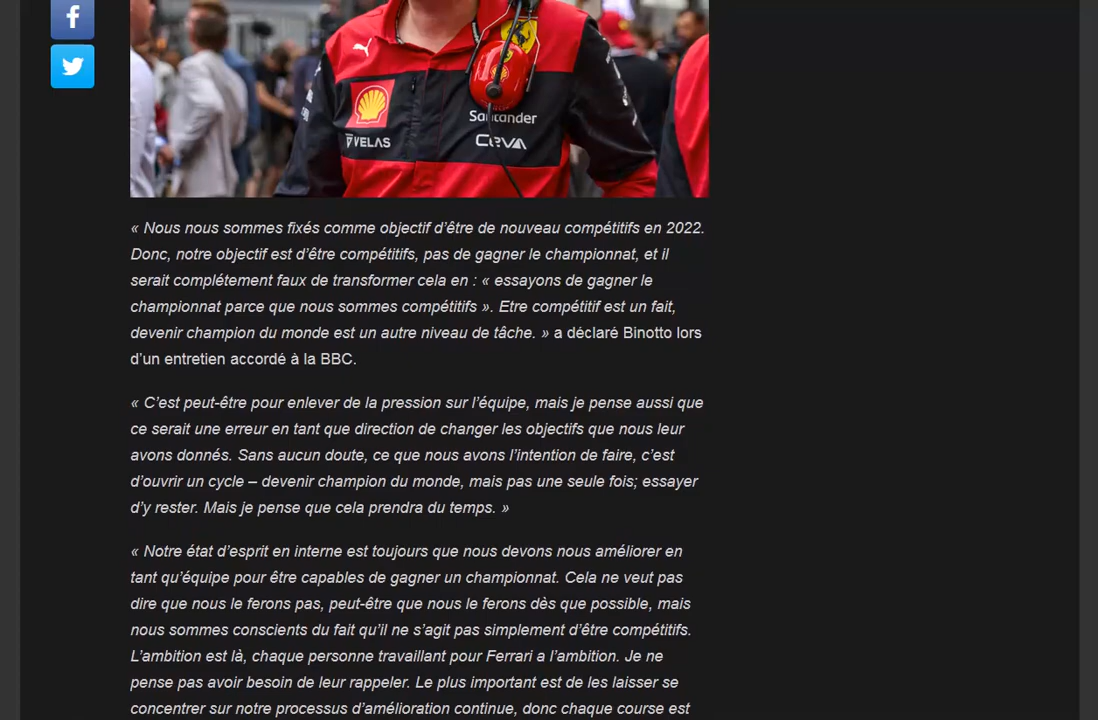 Santander
VELAS
CEVA
« Nous nous sommes fixés comme objectif d’être de nouveau compétitifs en 2022.
Donc, notre objectif est d’être compétitifs, pas de gagner le championnat, et il
serait complétement faux de transformer cela en : « essayons de gagner le
championnat parce que nous sommes compétitifs ». Etre compétitif est un fait,
devenir champion du monde est un autre niveau de tâche. » a déclaré Binotto lors
d’un entretien accordé à la BBC.
« C’est peut-être pour enlever de la pression sur l’équipe, mais je pense aussi que
ce serait une erreur en tant que direction de changer les objectifs que nous leur
avons donnés. Sans aucun doute, ce que nous avons l’intention de faire, c’est
d’ouvrir un cycle – devenir champion du monde, mais pas une seule fois; essayer
d’y rester. Mais je pense que cela prendra du temps. »
« Notre état d’esprit en interne est toujours que nous devons nous améliorer en
tant qu’équipe pour être capables de gagner un championnat. Cela ne veut pas
dire que nous le ferons pas, peut-être que nous le ferons dès que possible, mais
nous sommes conscients du fait qu’il ne s’agit pas simplement d’être compétitifs.
L’ambition est là, chaque personne travaillant pour Ferrari a l’ambition. Je ne
pense pas avoir besoin de leur rappeler. Le plus important est de les laisser se
concentrer sur notre processus d’amélioration continue, donc chaque course est